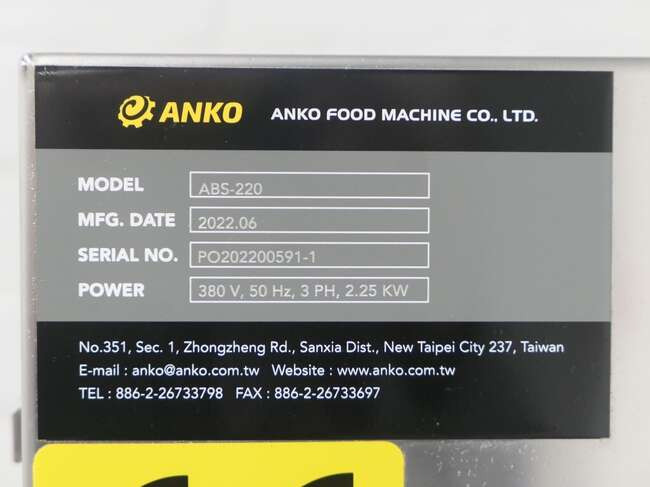 ANKO ANKO FOOD MACHINE CO., LTD.
MODEL ABS-220
MFG. DATE 2022.06
SERIAL NO. PO202200591-1
POWER 380 V, 50 Hz, 3 PH, 2.25 KW
No.351, Sec. 1, Zhongzheng Rd., Sanxia Dist., New Taipei City 237, Taiwan
E-mail : anko@anko.com.tw Website : www.anko.com.tw
TEL : 886-2-26733798 FAX : 886-2-26733697